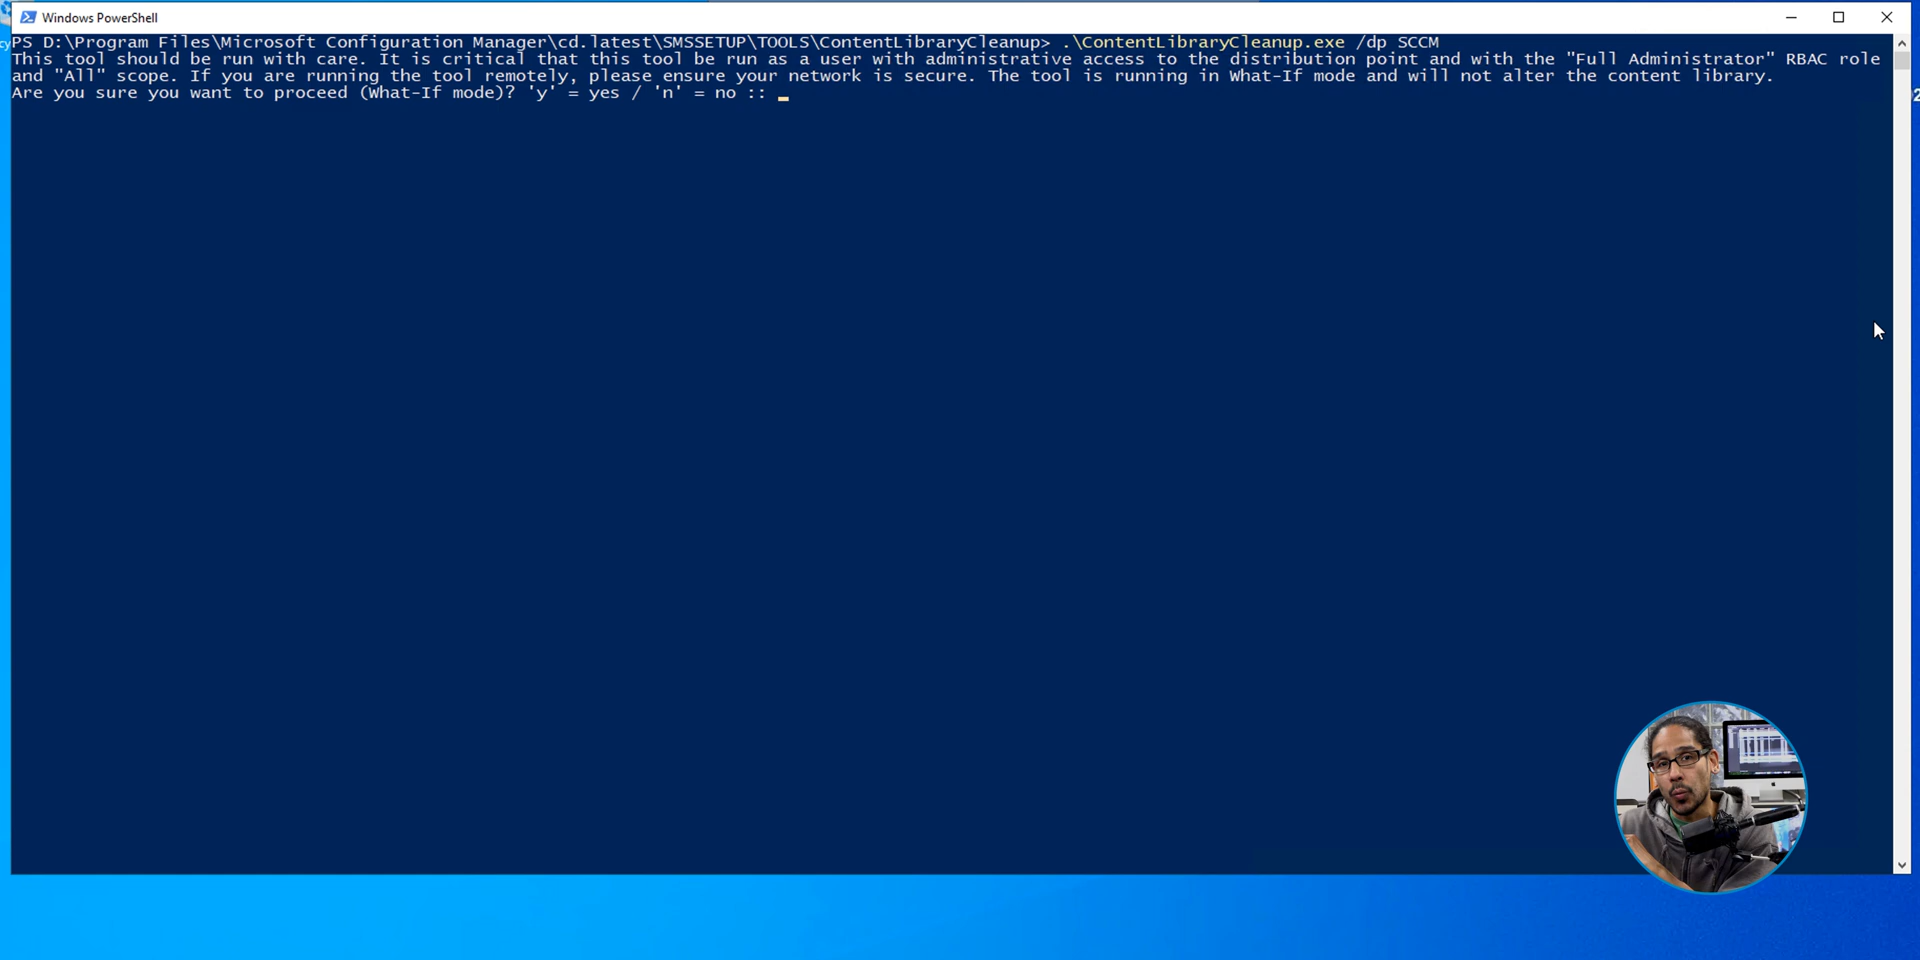 Windows PowerShell
PS D:\Program Files\Microsoft Configuration Manager\cd.latest\SMSSETUP\TOOLS\ContentLibraryCleanup> .\ContentLibraryCleanup.exe /dp SCCM
This tool should be run with care. It is critical that this tool be run as a user with administrative access to the distribution point and with the "Full Administrator" RBAC role
and "All" scope. If you are running the tool remotely, please ensure your network is secure. The tool is running in What-If mode and will not alter the content library.
Are you sure you want to proceed (What-If mode)? 'y' = yes / 'n' = no ::